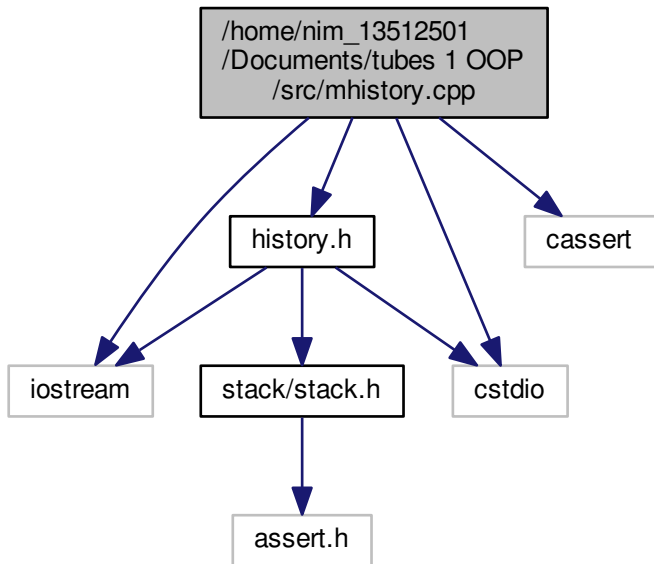 /home/nim_13512501
/Documents/tubes 1 OOP
/src/mhistory.cpp
history.h
cassert
iostream
stack/stack.h
cstdio
assert.h